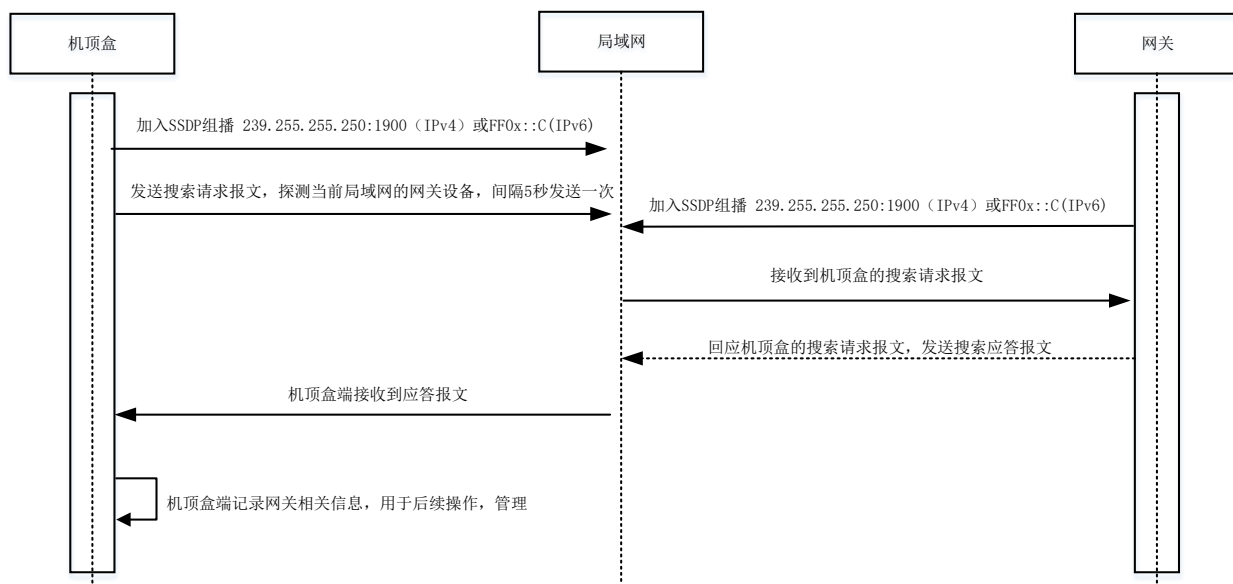 机顶盒
局域网
网关
加入SSDP组播 239.255.255.250:1900（IPv4）或FF0x::C(IPv6)
发送搜索请求报文，探测当前局域网的网关设备，间隔5秒发送一次
加入SSDP组播 239.255.255.250:1900（IPv4）或FF0x::C(IPv6)
接收到机顶盒的搜索请求报文
回应机顶盒的搜索请求报文，发送搜索应答报文
机顶盒端接收到应答报文
机顶盒端记录网关相关信息，用于后续操作，管理